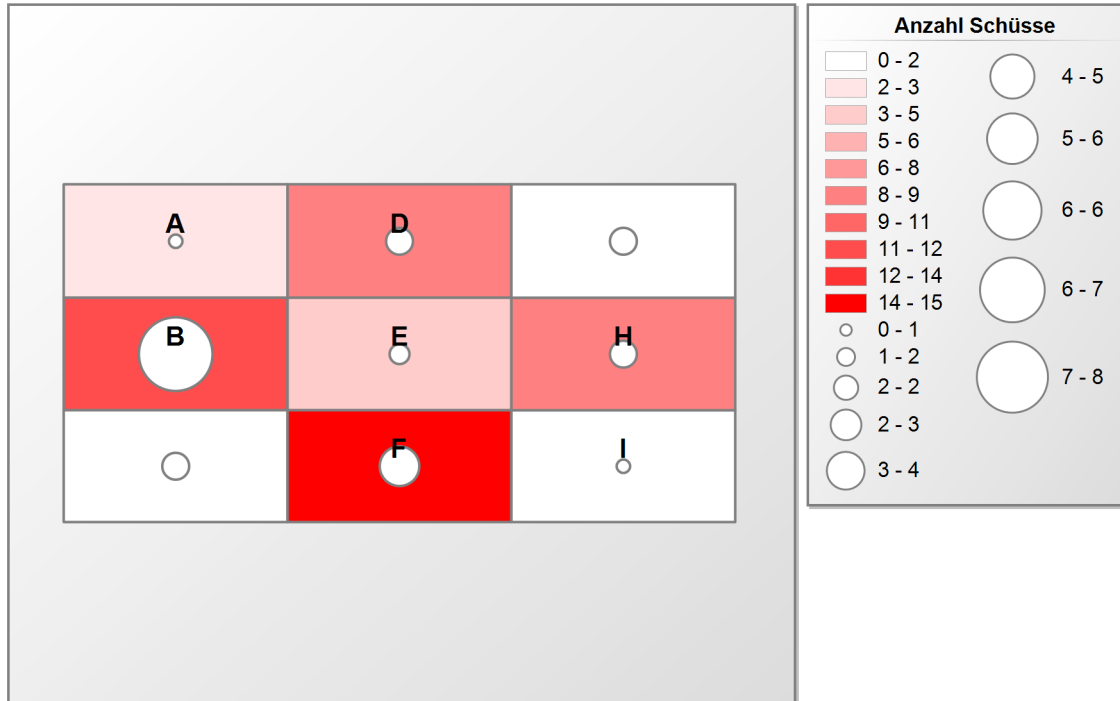 A D
B E H
F I
Anzahl Schüsse
0 - 2
2 - 3
3 - 5
5 - 6
6 - 8
8 - 9
9 - 11
11 - 12
12 - 14
14 - 15
0 - 1
1 - 2
2 - 2
2 - 3
3 - 4
4 - 5
5 - 6
6 - 6
6 - 7
7 - 8